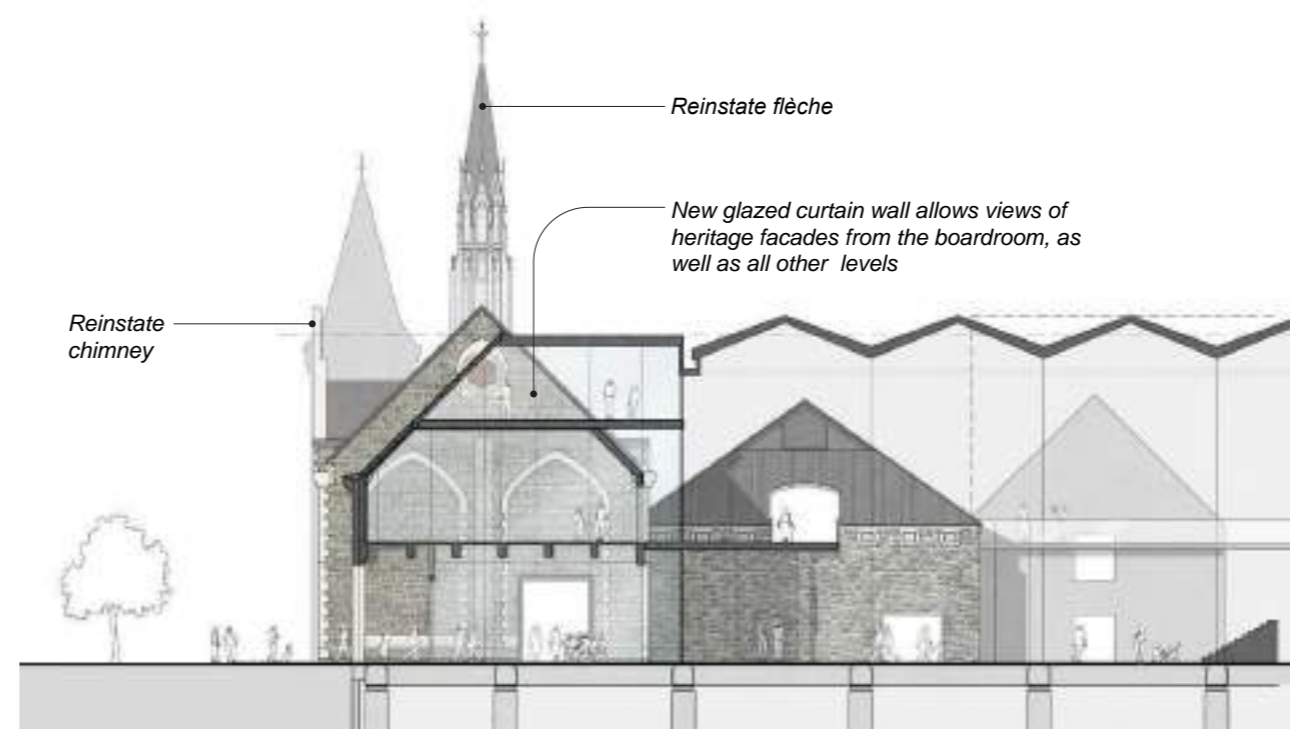 Reinstate flèche
New glazed curtain wall allows views of
heritage facades from the boardroom, as
well as all other levels
Reinstate
chimney